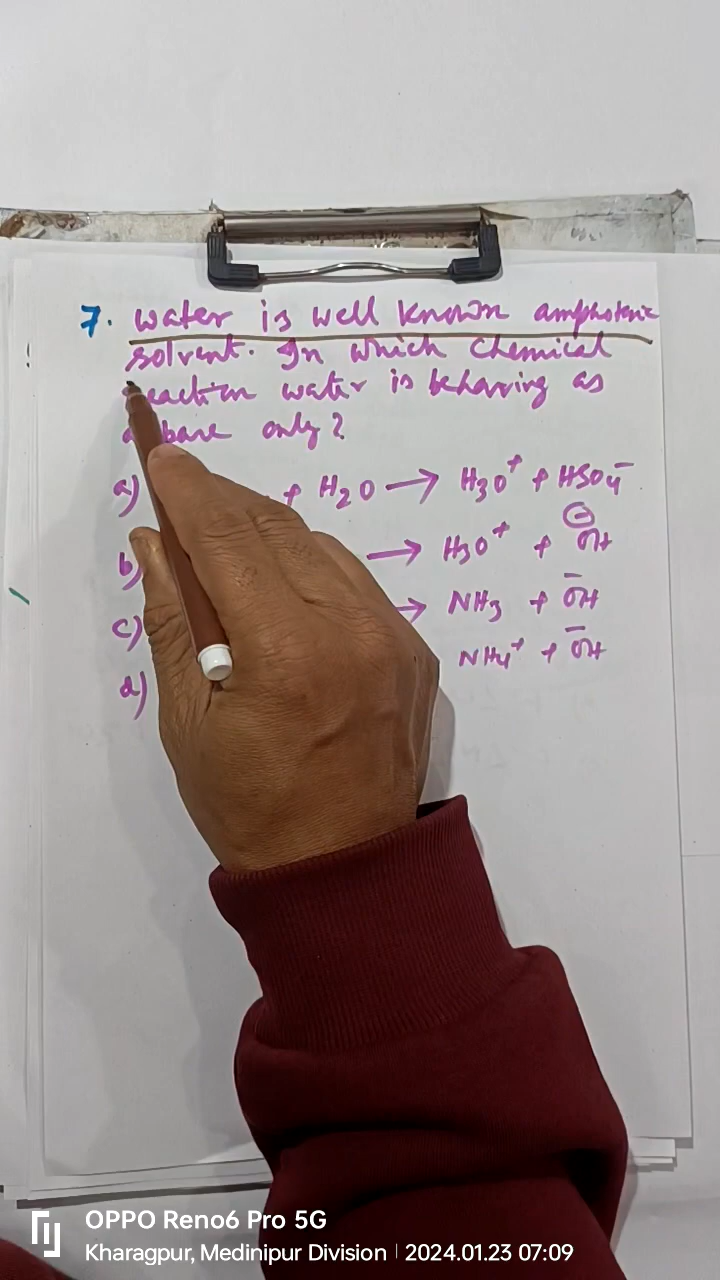 7. water is well known amphoteric
solvent. In which chemical
reaction water is behaving as
a base only?
a) + H2O → H3O+ + HSO4−
b) → H3O+ + ⊖OH
c) → NH3 + −OH
d) NH4+ + −OH
OPPO Reno6 Pro 5G
Kharagpur, Medinipur Division | 2024.01.23 07:09